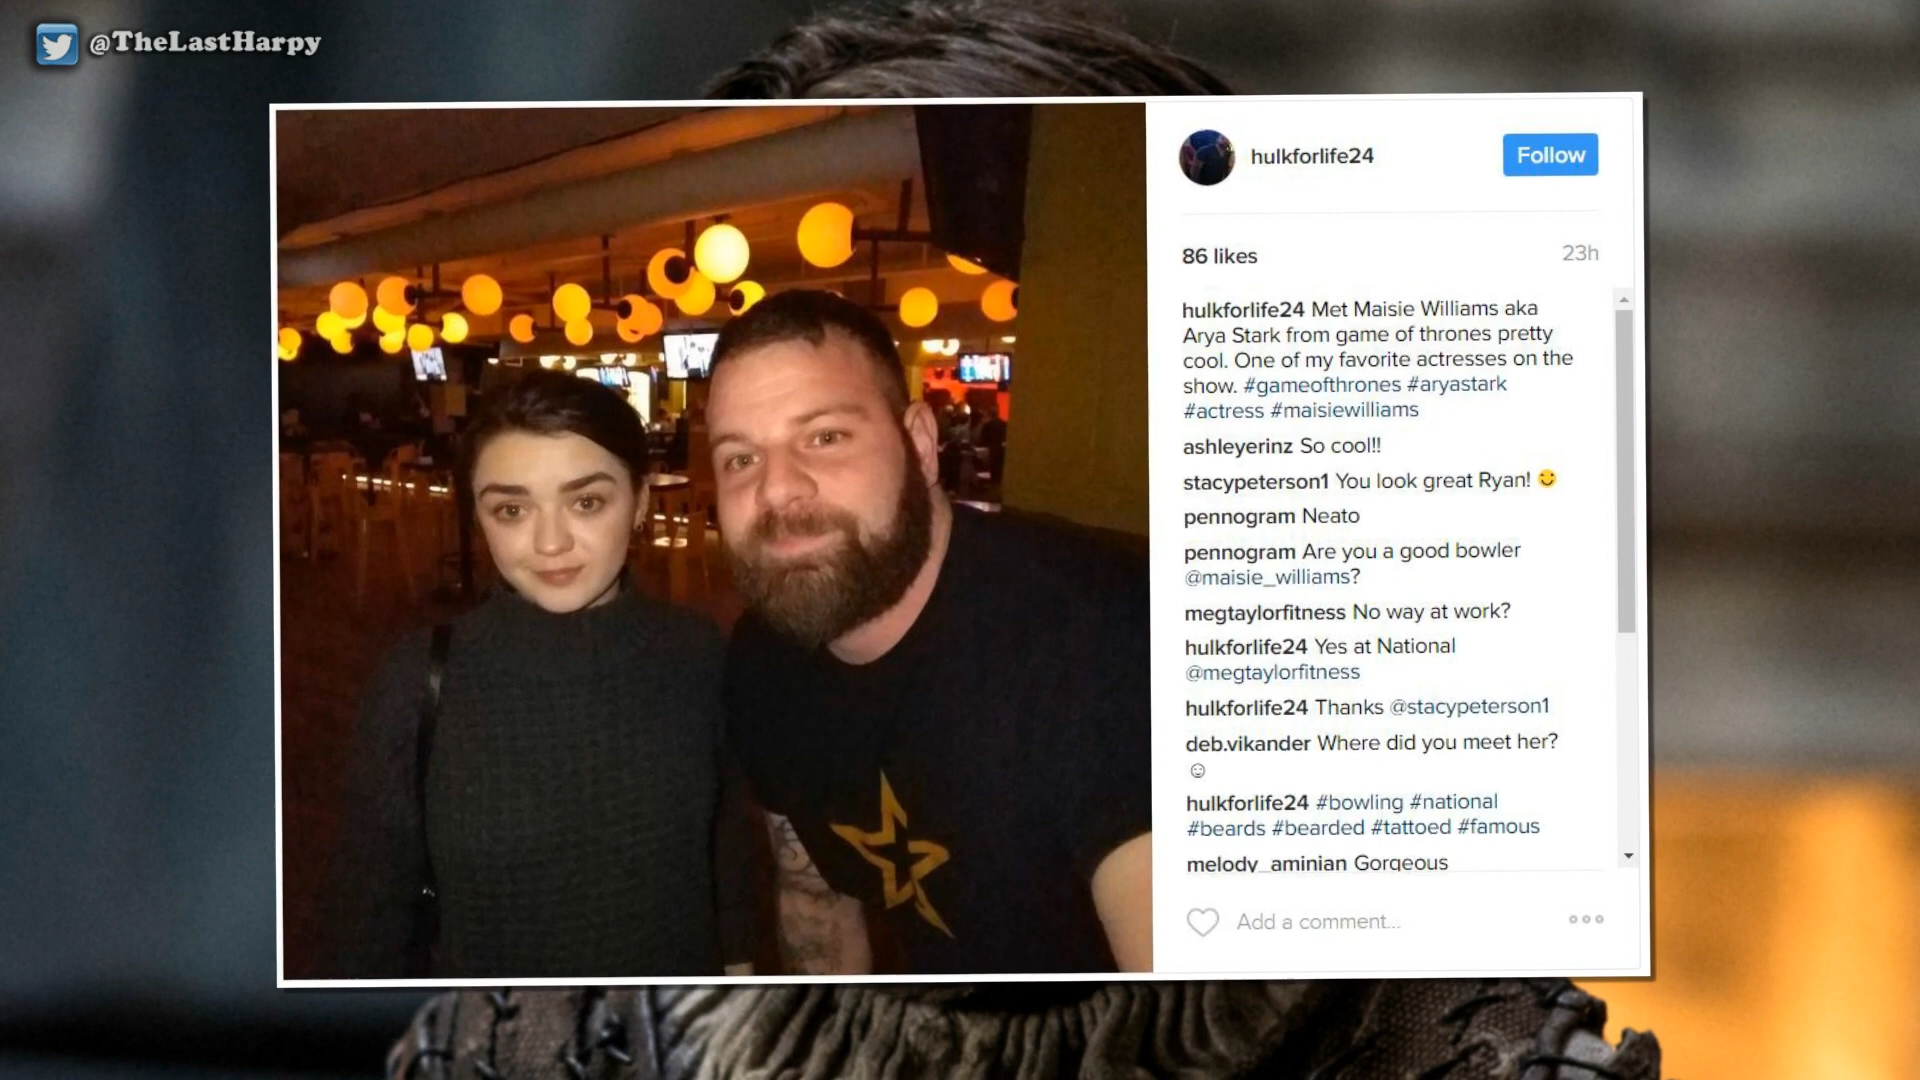 @TheLastHarpy
hulkforlife24
Follow
86 likes
23h
hulkforlife24 Met Maisie Williams aka
Arya Stark from game of thrones pretty
cool. One of my favorite actresses on the
show. #gameofthrones #aryastark
#actress #maisiewilliams
ashleyerinz So cool!!
stacypeterson1 You look great Ryan! 🙂
pennogram Neato
pennogram Are you a good bowler
@maisie_williams?
megtaylorfitness No way at work?
hulkforlife24 Yes at National
@megtaylorfitness
hulkforlife24 Thanks @stacypeterson1
deb.vikander Where did you meet her?
☺
hulkforlife24 #bowling #national
#beards #bearded #tattoed #famous
melody_aminian Gorgeous
Add a comment...